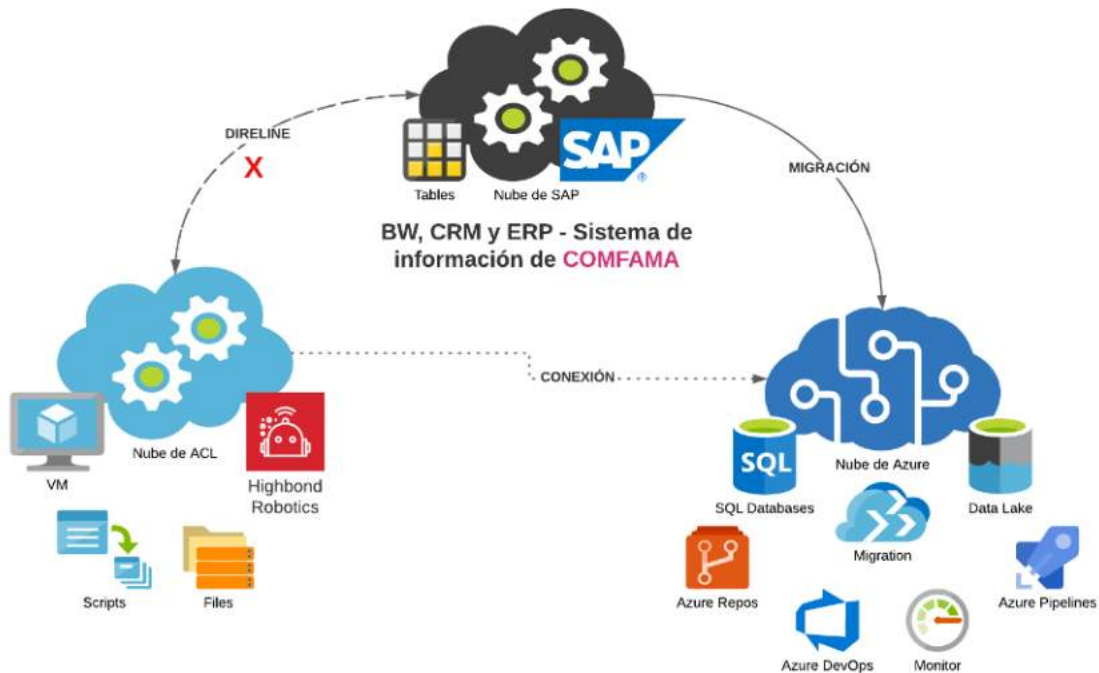 DIRELINE
X
SAP
®
Tables
Nube de SAP
MIGRACIÓN
BW, CRM y ERP - Sistema de
información de COMFAMA
CONEXIÓN
Nube de ACL
VM
Highbond
Robotics
Scripts
Files
SQL
Nube de Azure
SQL Databases
Data Lake
Migration
Azure Repos
Azure Pipelines
Azure DevOps
Monitor